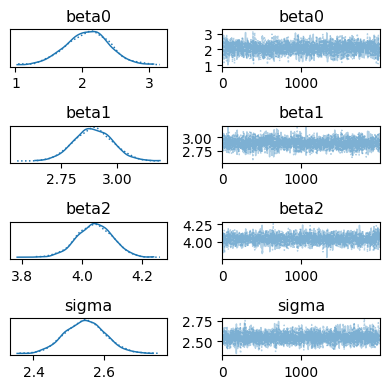 beta0 beta0
3
2
1
1 2 3 0 1000
beta1 beta1
3.00
2.75
2.75 3.00 0 1000
beta2 beta2
4.25
4.00
3.8 4.0 4.2 0 1000
sigma sigma
2.75
2.50
2.4 2.6 0 1000